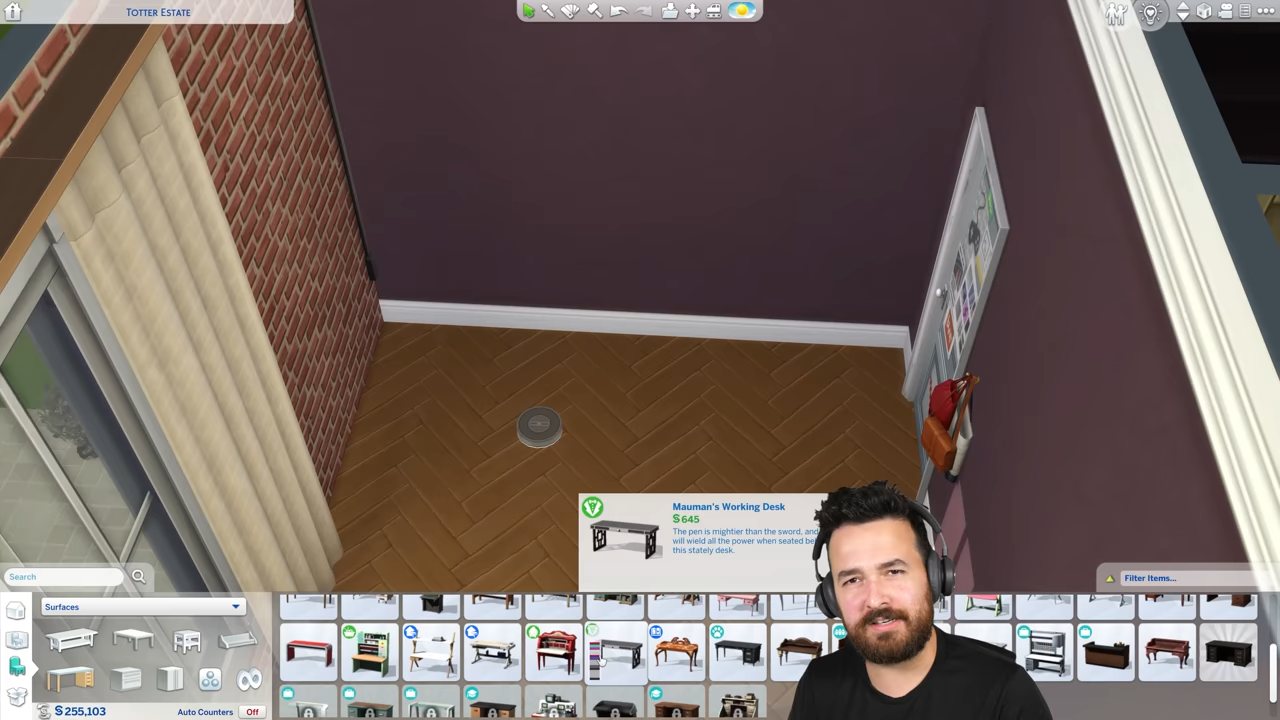 TOTTER ESTATE
Mauman's Working Desk
$645
The pen is mightier than the sword, and
will wield all the power when seated be
this stately desk.
Search
Filter Items...
Surfaces
$255,103
Auto Counters
Off